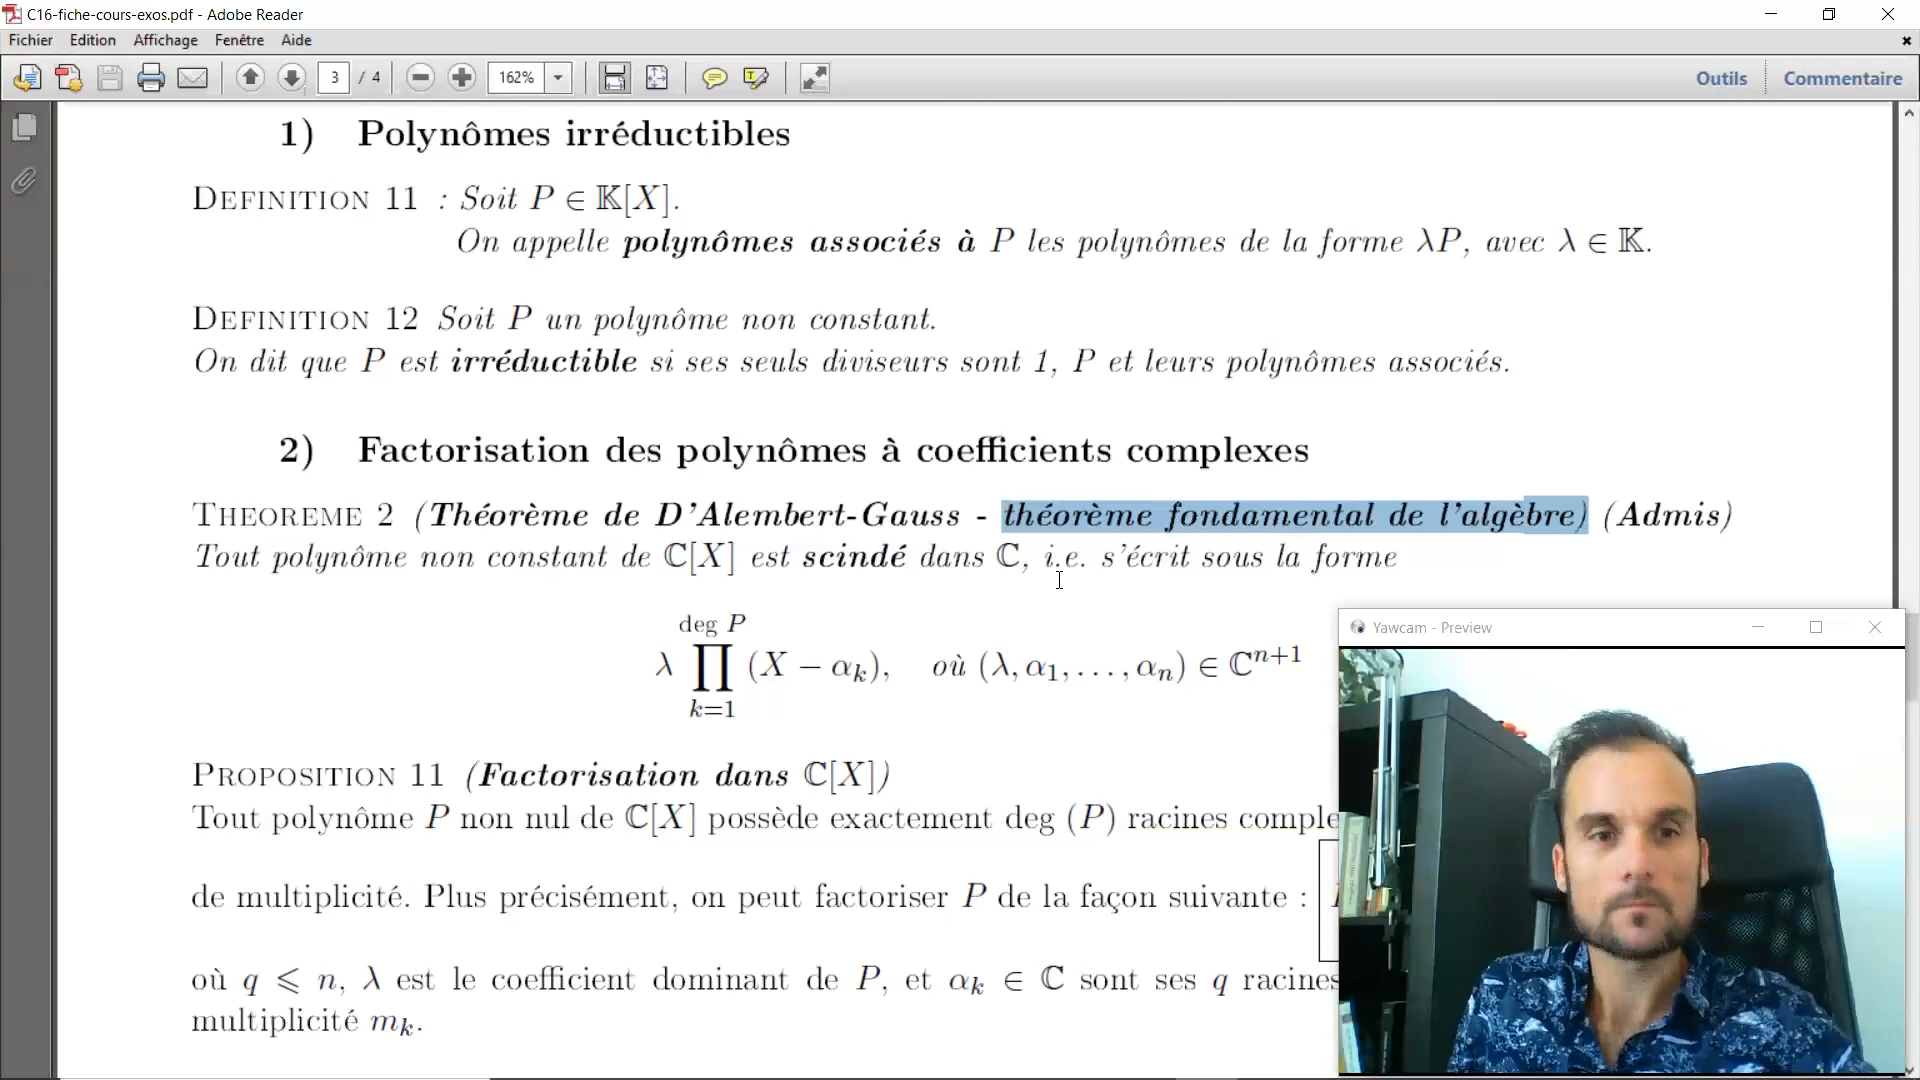 C16-fiche-cours-exos.pdf - Adobe Reader
Fichier Edition Affichage Fenêtre Aide
3 / 4 162% Outils Commentaire
1) Polynômes irréductibles
DEFINITION 11 : Soit P ∈ 𝕂[X].
On appelle polynômes associés à P les polynômes de la forme λP, avec λ ∈ 𝕂.
DEFINITION 12 Soit P un polynôme non constant.
On dit que P est irréductible si ses seuls diviseurs sont 1, P et leurs polynômes associés.
2) Factorisation des polynômes à coefficients complexes
THEOREME 2 (Théorème de D'Alembert-Gauss - théorème fondamental de l'algèbre) (Admis)
Tout polynôme non constant de ℂ[X] est scindé dans ℂ, i.e. s'écrit sous la forme
deg P
λ ∏ (X − αₖ), où (λ, α₁, . . . , αₙ) ∈ ℂⁿ⁺¹
k=1
Yawcam - Preview
PROPOSITION 11 (Factorisation dans ℂ[X])
Tout polynôme P non nul de ℂ[X] possède exactement deg (P) racines comple
de multiplicité. Plus précisément, on peut factoriser P de la façon suivante :
où q ⩽ n, λ est le coefficient dominant de P, et αₖ ∈ ℂ sont ses q racines
multiplicité mₖ.